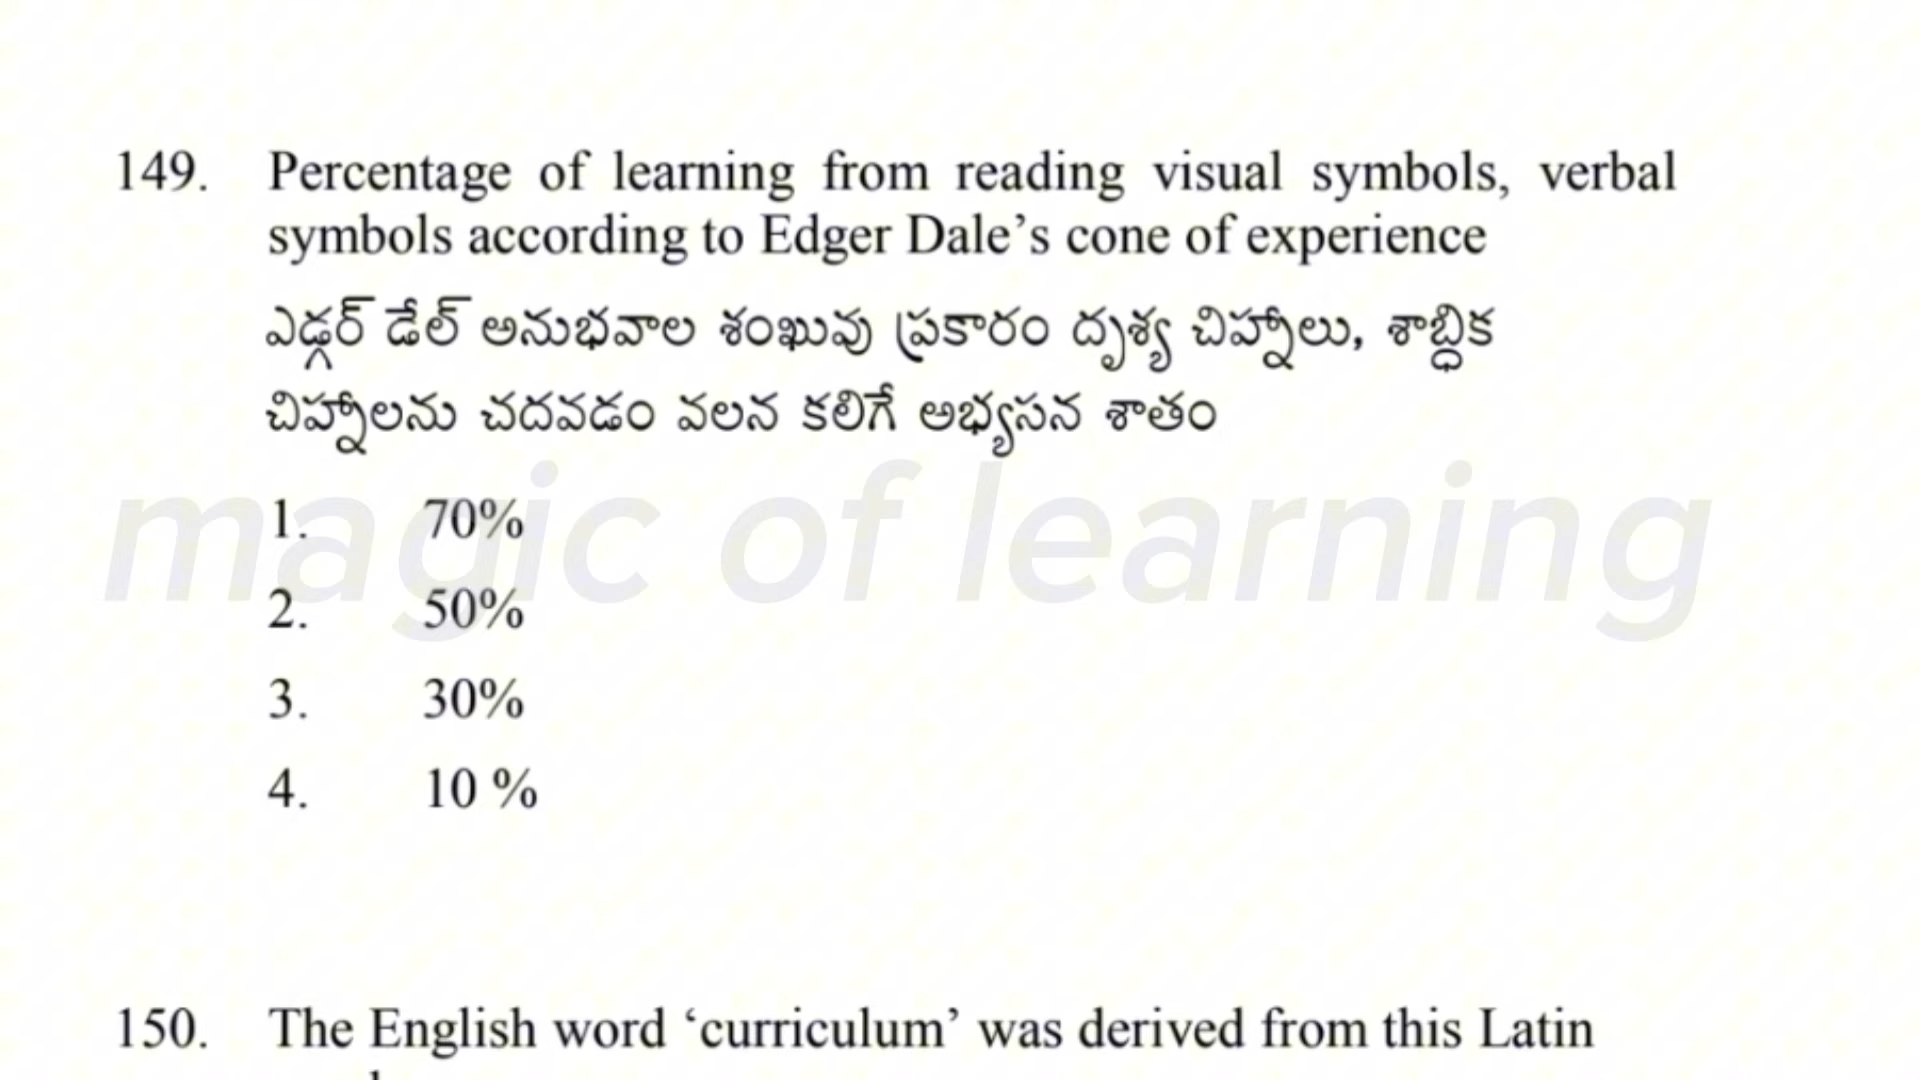 149. Percentage of learning from reading visual symbols, verbal
symbols according to Edger Dale’s cone of experience
ఎడ్గర్ డేల్ అనుభవాల శంఖువు ప్రకారం దృశ్య చిహ్నాలు, శాబ్ధిక
చిహ్నాలను చదవడం వలన కలిగే అభ్యసన శాతం
magic of learning
1. 70%
2. 50%
3. 30%
4. 10 %
150. The English word ‘curriculum’ was derived from this Latin